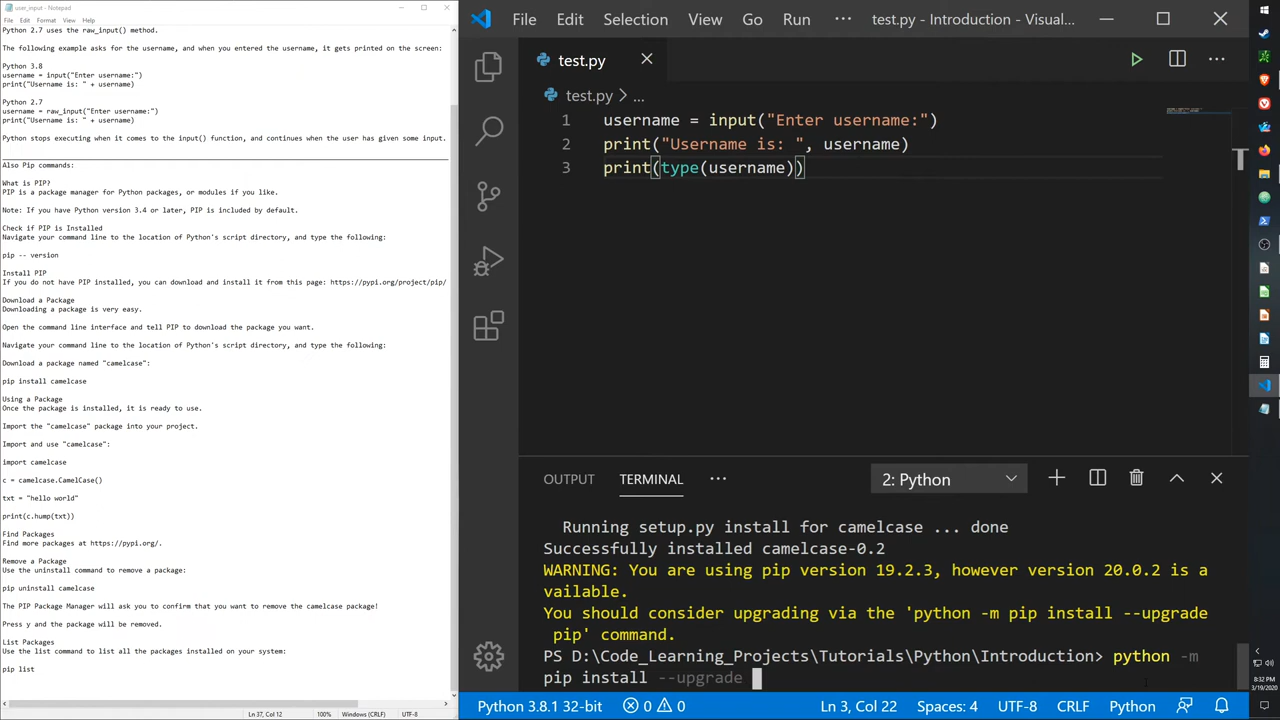 user_input - Notepad
File Edit Format View Help
Python 2.7 uses the raw_input() method.
The following example asks for the username, and when you entered the username, it gets printed on the screen:
Python 3.8
username = input("Enter username:")
print("Username is: " + username)
Python 2.7
username = raw_input("Enter username:")
print("Username is: " + username)
Python stops executing when it comes to the input() function, and continues when the user has given some input.
Also Pip commands:
What is PIP?
PIP is a package manager for Python packages, or modules if you like.
Note: If you have Python version 3.4 or later, PIP is included by default.
Check if PIP is Installed
Navigate your command line to the location of Python's script directory, and type the following:
pip -- version
Install PIP
If you do not have PIP installed, you can download and install it from this page: https://pypi.org/project/pip/
Download a Package
Downloading a package is very easy.
Open the command line interface and tell PIP to download the package you want.
Navigate your command line to the location of Python's script directory, and type the following:
Download a package named "camelcase":
pip install camelcase
Using a Package
Once the package is installed, it is ready to use.
Import the "camelcase" package into your project.
Import and use "camelcase":
import camelcase
c = camelcase.CamelCase()
txt = "hello world"
print(c.hump(txt))
Find Packages
Find more packages at https://pypi.org/.
Remove a Package
Use the uninstall command to remove a package:
pip uninstall camelcase
The PIP Package Manager will ask you to confirm that you want to remove the camelcase package!
Press y and the package will be removed.
List Packages
Use the list command to list all the packages installed on your system:
pip list
Ln 37, Col 12 100% Windows (CRLF) UTF-8
File Edit Selection View Go Run ··· test.py - Introduction - Visual...
test.py
test.py > ...
1 username = input("Enter username:")
2 print("Username is: ", username)
3 print(type(username))
OUTPUT TERMINAL ··· 2: Python
Running setup.py install for camelcase ... done
Successfully installed camelcase-0.2
WARNING: You are using pip version 19.2.3, however version 20.0.2 is a
vailable.
You should consider upgrading via the 'python -m pip install --upgrade
pip' command.
PS D:\Code_Learning_Projects\Tutorials\Python\Introduction> python -m
pip install --upgrade
Python 3.8.1 32-bit 0 0 Ln 3, Col 22 Spaces: 4 UTF-8 CRLF Python
8:32 PM
3/19/2020